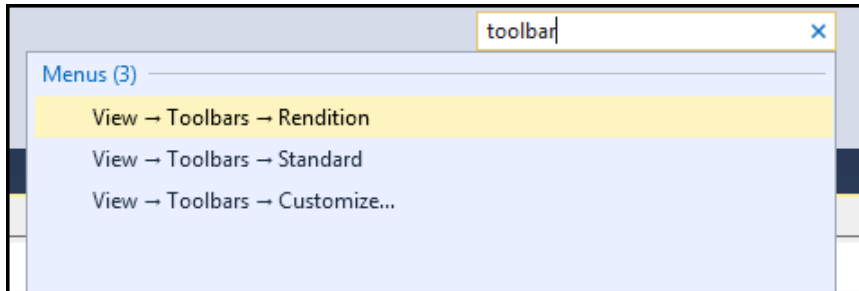 toolbar
Menus (3)
View → Toolbars → Rendition
View → Toolbars → Standard
View → Toolbars → Customize...